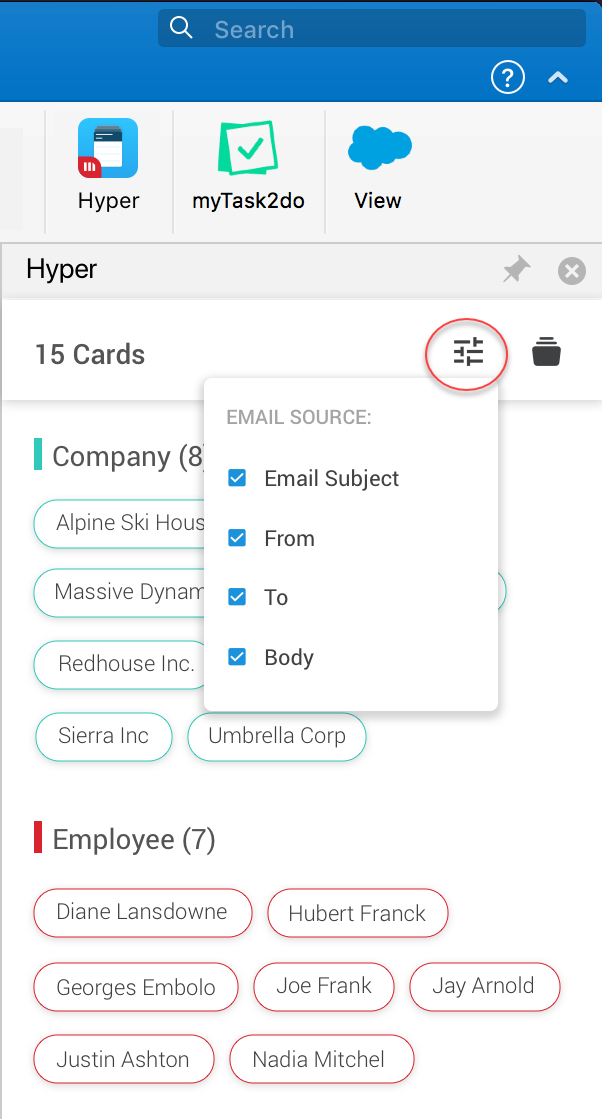 Search
?
Hyper
myTask2do
View
Hyper
15 Cards
EMAIL SOURCE:
Email Subject
From
To
Body
Company (8
Alpine Ski Hous
Massive Dynam
Redhouse Inc.
Sierra Inc
Umbrella Corp
Employee (7)
Diane Lansdowne
Hubert Franck
Georges Embolo
Joe Frank
Jay Arnold
Justin Ashton
Nadia Mitchel